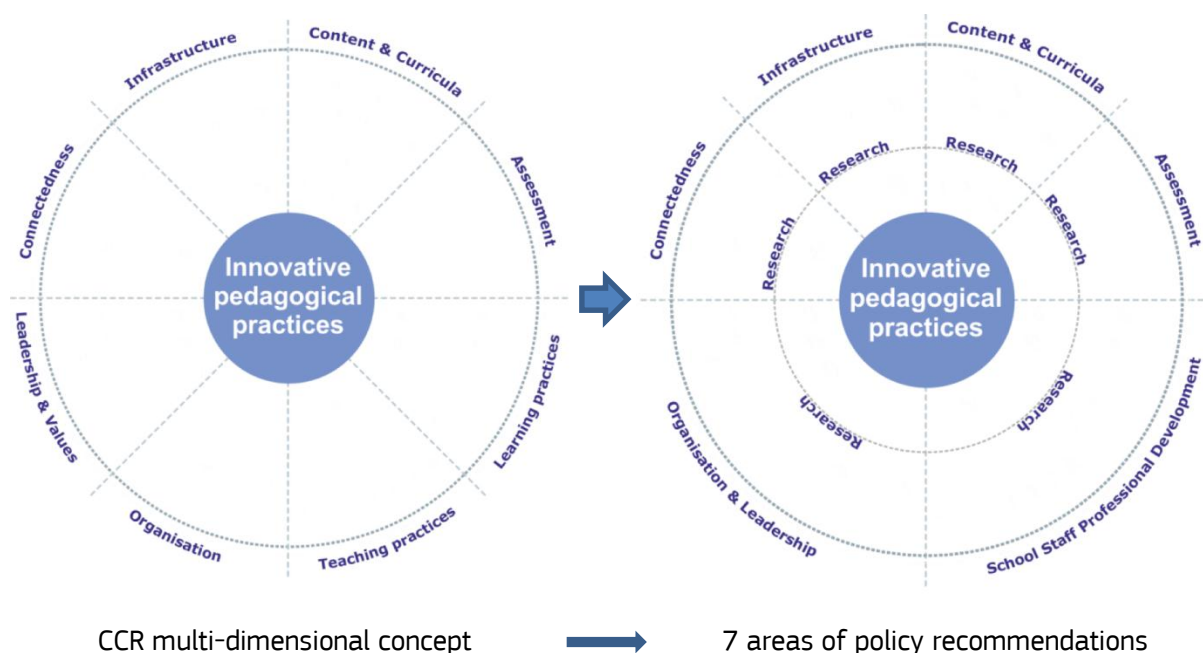 Infrastructure
Content & Curricula
Connectedness
Assessment
Innovative
pedagogical
practices
Leadership & Values
Learning practices
Organisation
Teaching practices
Infrastructure
Content & Curricula
Connectedness
Assessment
Research
Research
Research
Research
Innovative
pedagogical
practices
Research
Research
Organisation & Leadership
School Staff Professional Development
CCR multi-dimensional concept
7 areas of policy recommendations